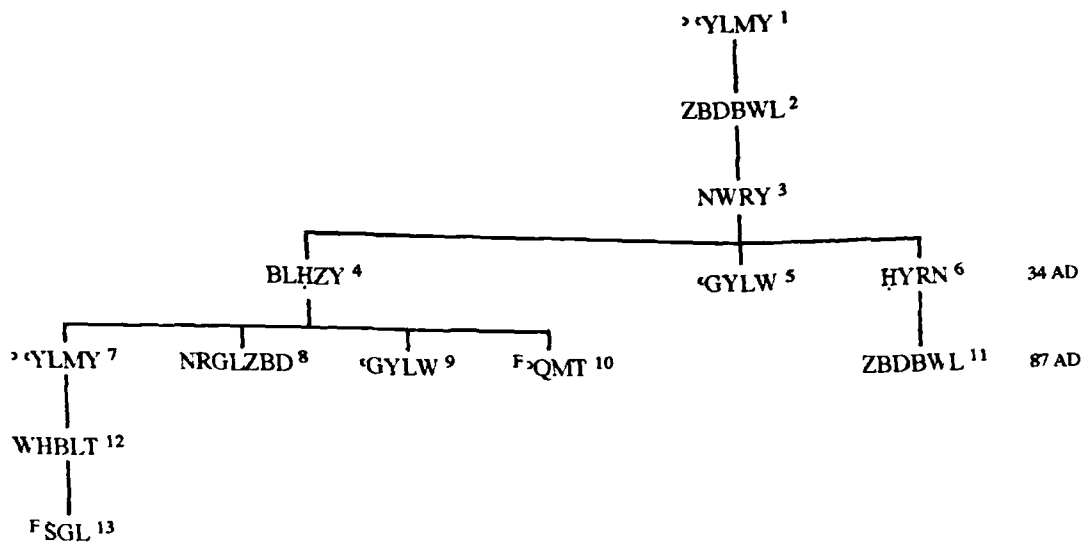 ʾʿYLMY 1
ZBDBWL 2
NWRY 3
BLḤZY 4 ʿGYLW 5 ḤYRN 6 34 AD
ʾʿYLMY 7 NRGLZBD 8 ʿGYLW 9 FʾQMT 10 ZBDBWL 11 87 AD
WHBLT 12
F ŠGL 13